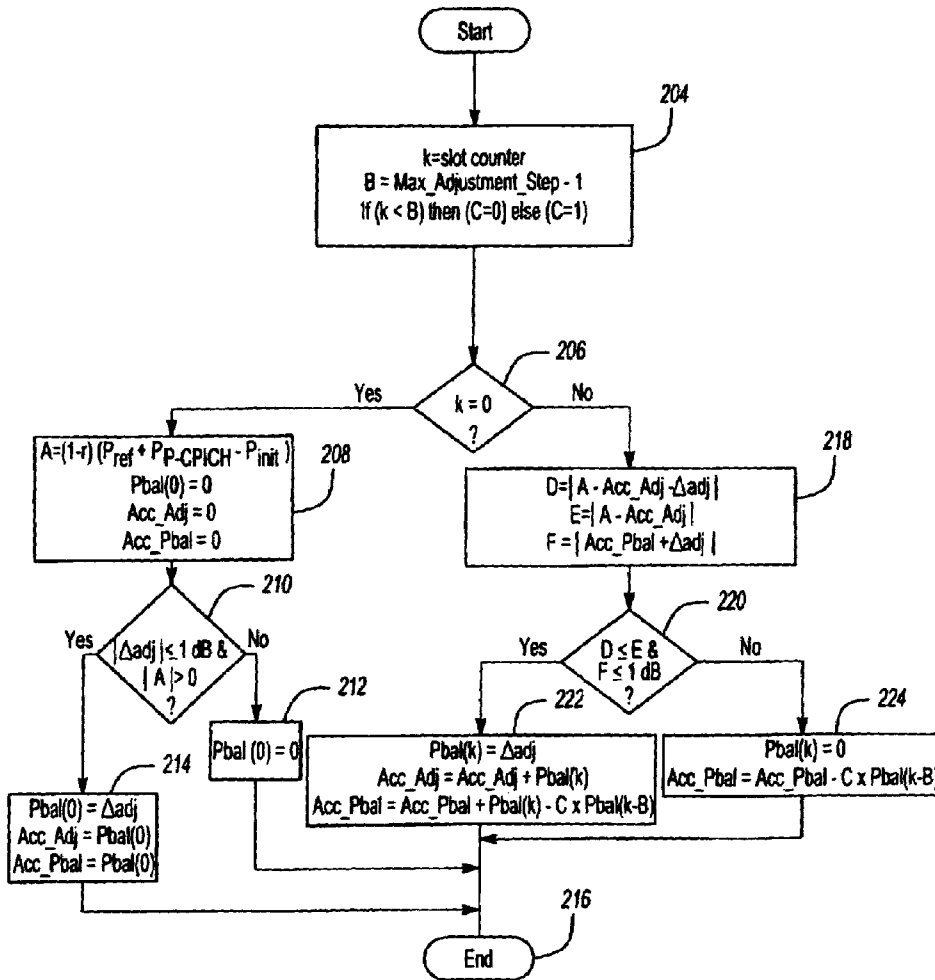 Start
204
k=slot counter
B = Max_Adjustment_Step - 1
If (k < B) then (C=0) else (C=1)
206
Yes
k = 0
?
No
A=(1-r) (Pref + PP-CPICH - Pinit )
Pbal(0) = 0
Acc_Adj = 0
Acc_Pbal = 0
208
218
D=| A - Acc_Adj -Δadj |
E=| A - Acc_Adj|
F = | Acc_Pbal +Δadj |
210
Yes
| Δadj | ≤ 1 dB &
| A | > 0
?
No
220
Yes
D ≤ E &
F ≤ 1 dB
?
No
212
Pbal (0) = 0
222
Pbal(k) = Δadj
Acc_Adj = Acc_Adj + Pbal(k)
Acc_Pbal = Acc_Pbal + Pbal(k) - C x Pbal(k-B)
224
Pbal(k) = 0
Acc_Pbal = Acc_Pbal - C x Pbal(k-B)
214
Pbal(0) = Δadj
Acc_Adj = Pbal(0)
Acc_Pbal = Pbal(0)
216
End